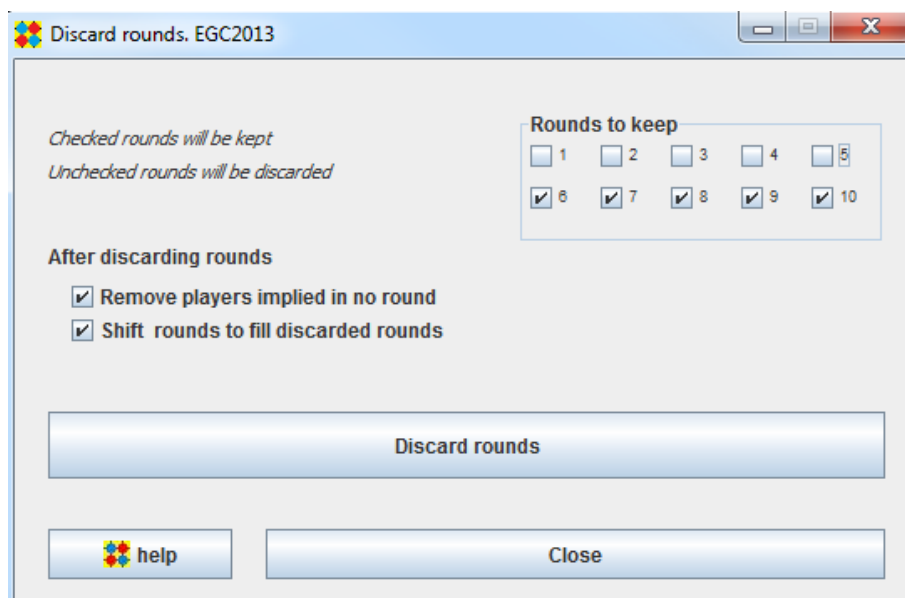 Discard rounds. EGC2013
Checked rounds will be kept
Unchecked rounds will be discarded
Rounds to keep
1 2 3 4 5
6 7 8 9 10
After discarding rounds
Remove players implied in no round
Shift rounds to fill discarded rounds
Discard rounds
help
Close